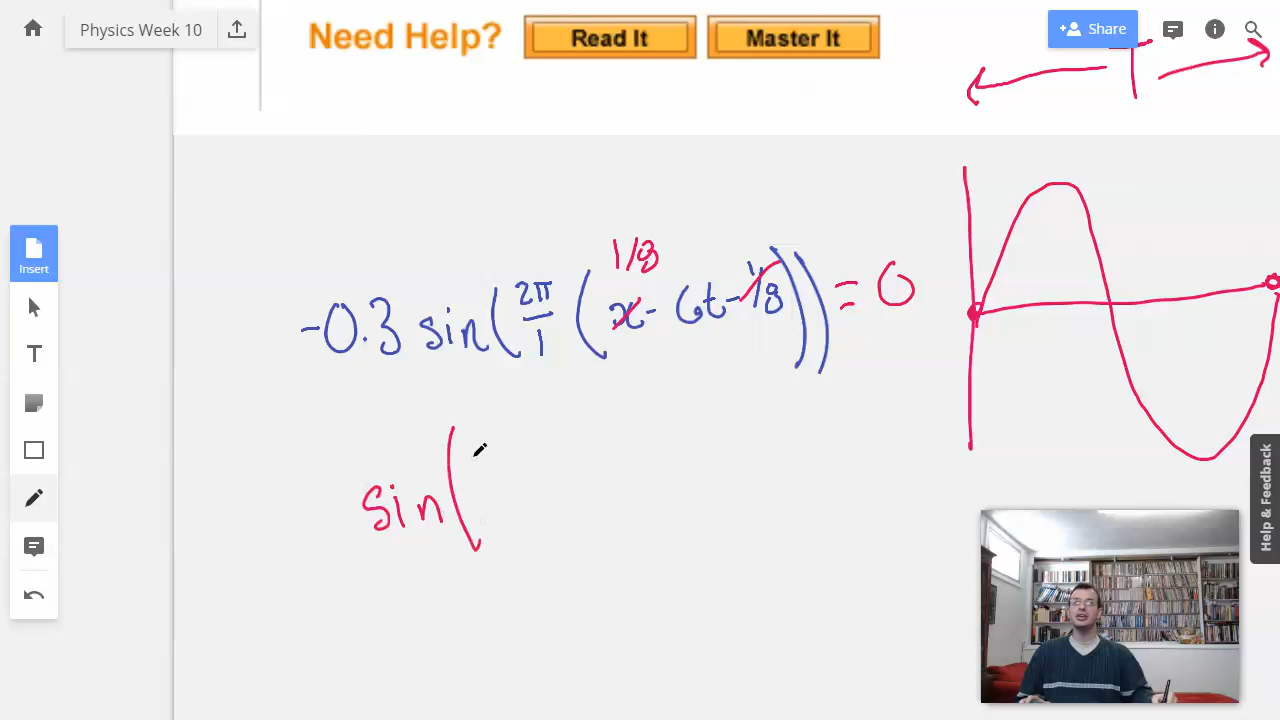 Physics Week 10
Need Help? Read It Master It
Share
T
Insert
T
1/8
-0.3 sin(2π/1 (x - 6t - 1/8)) = 0
sin(
Help & Feedback